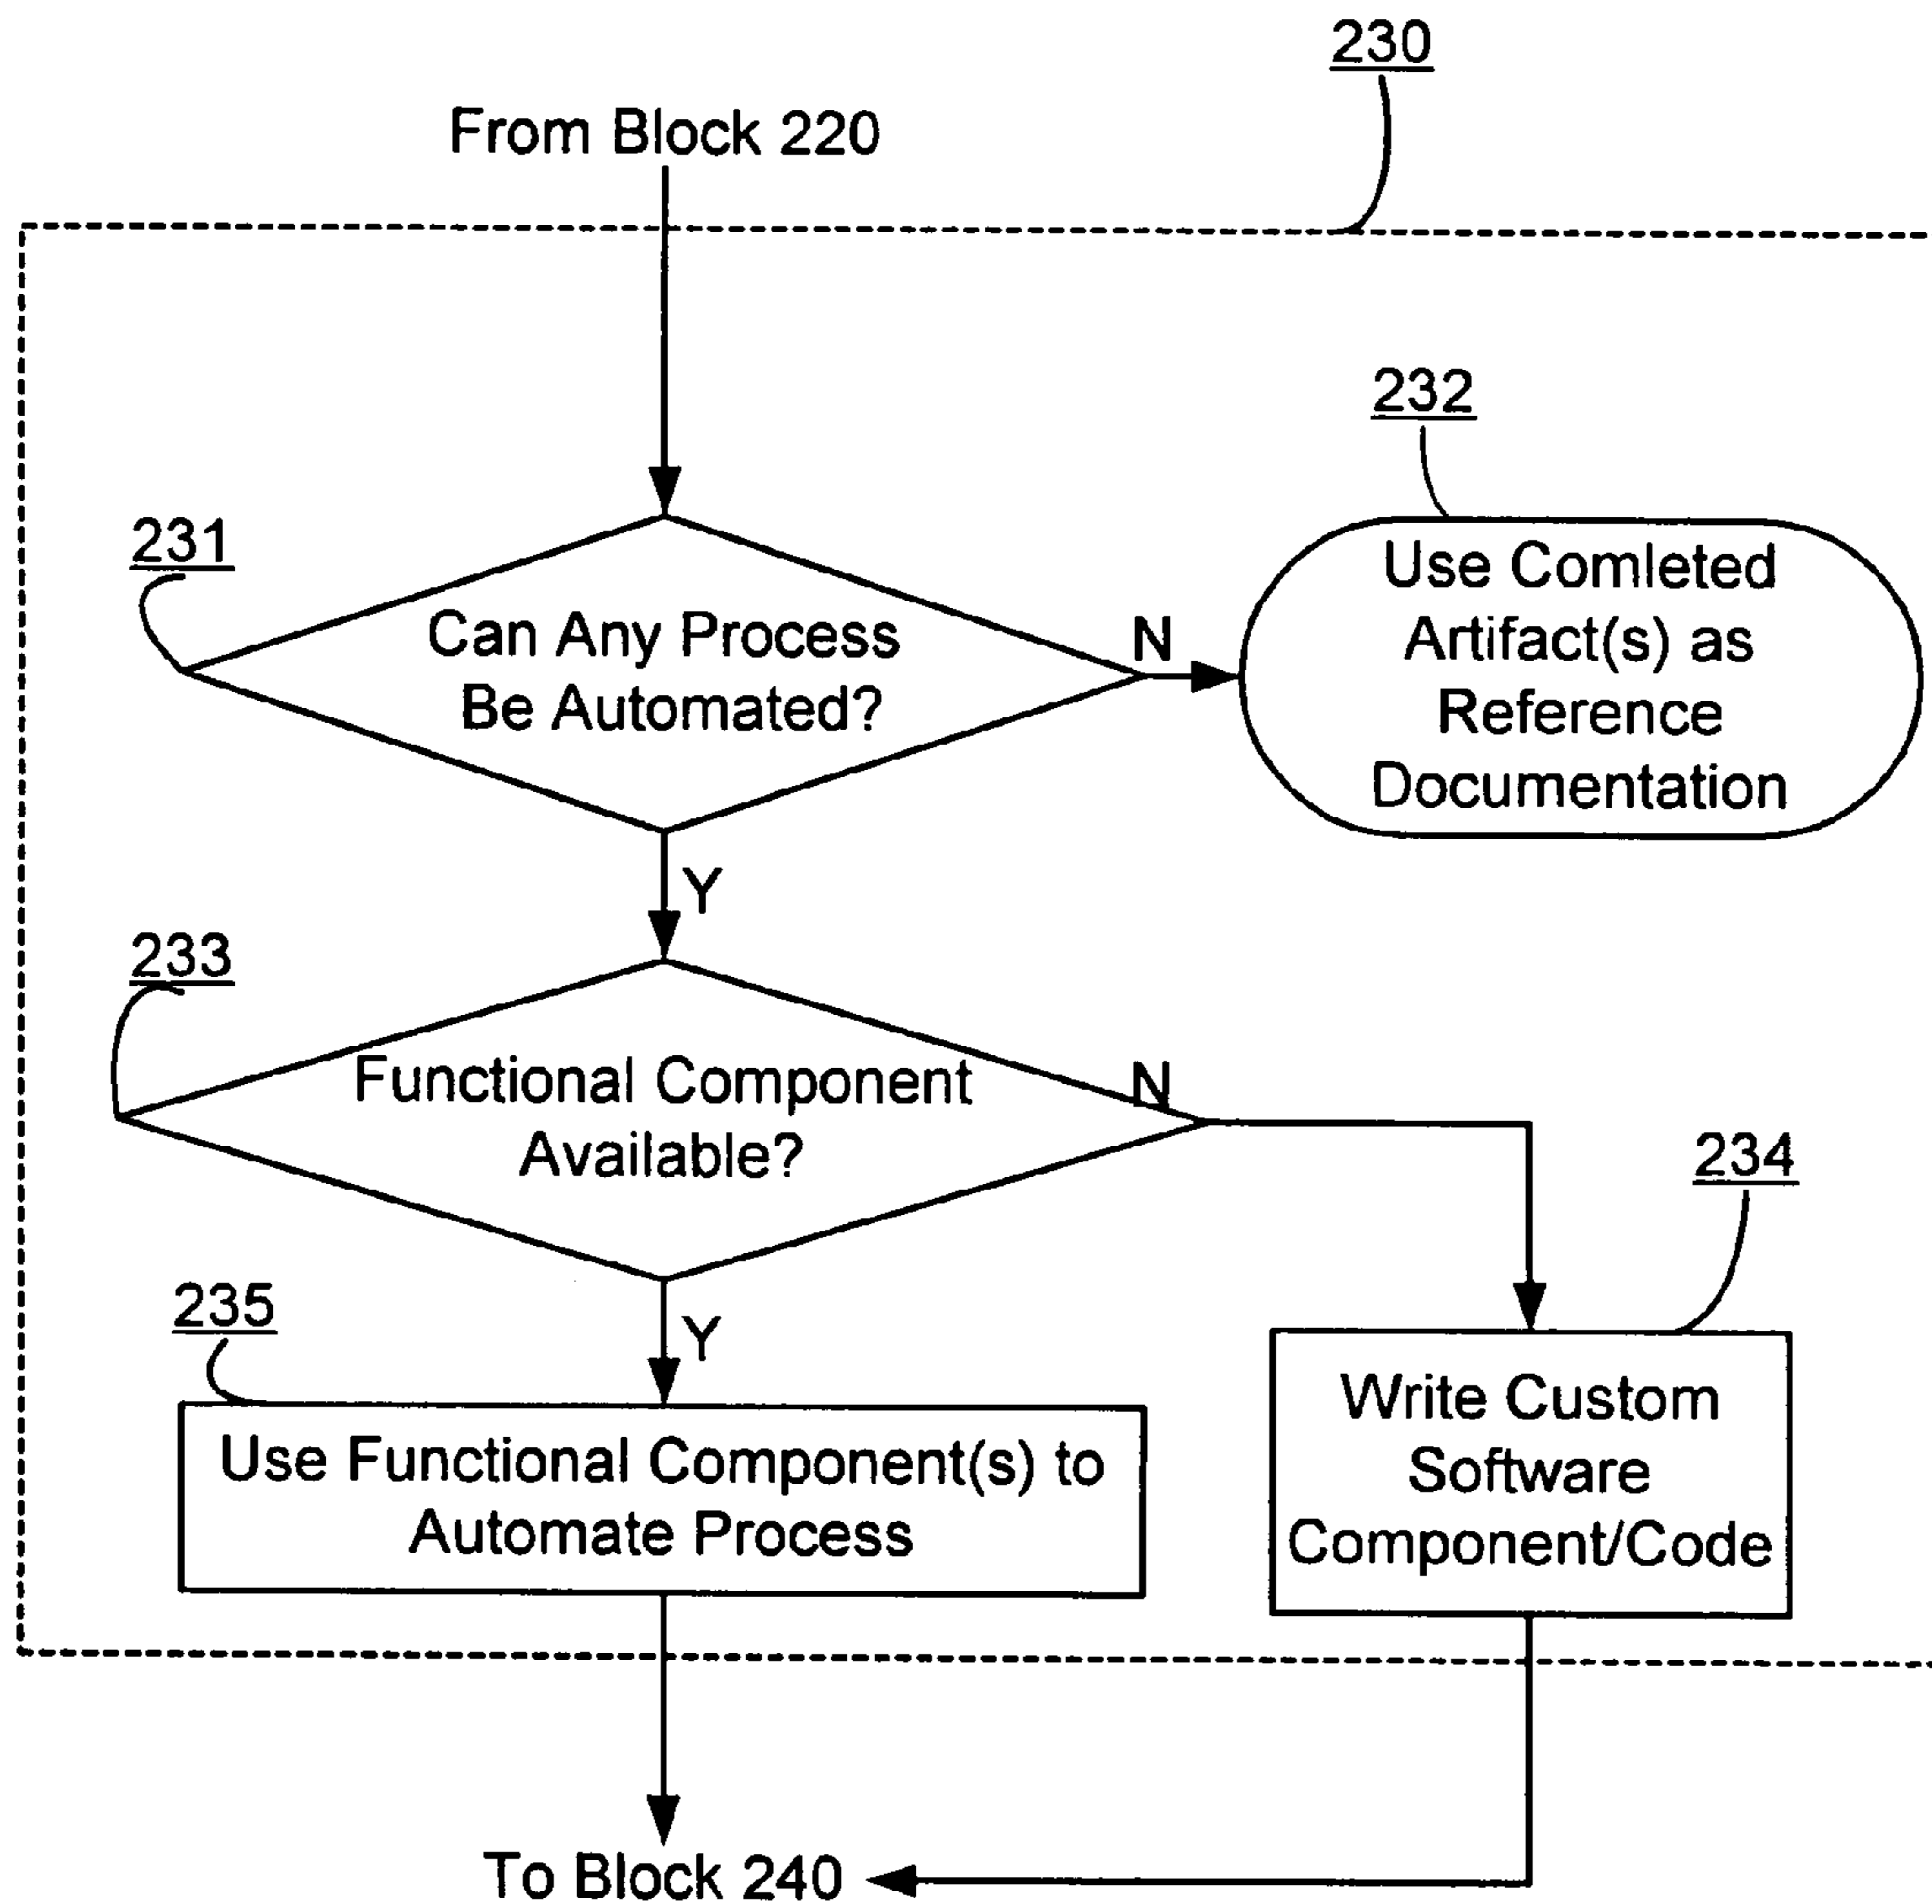 230
From Block 220
232
231
Use Comleted
Artifact(s) as
Reference
Documentation
Can Any Process
Be Automated?
N
Y
233
Functional Component
Available?
N
234
235
Y
Write Custom
Software
Component/Code
Use Functional Component(s) to
Automate Process
To Block 240